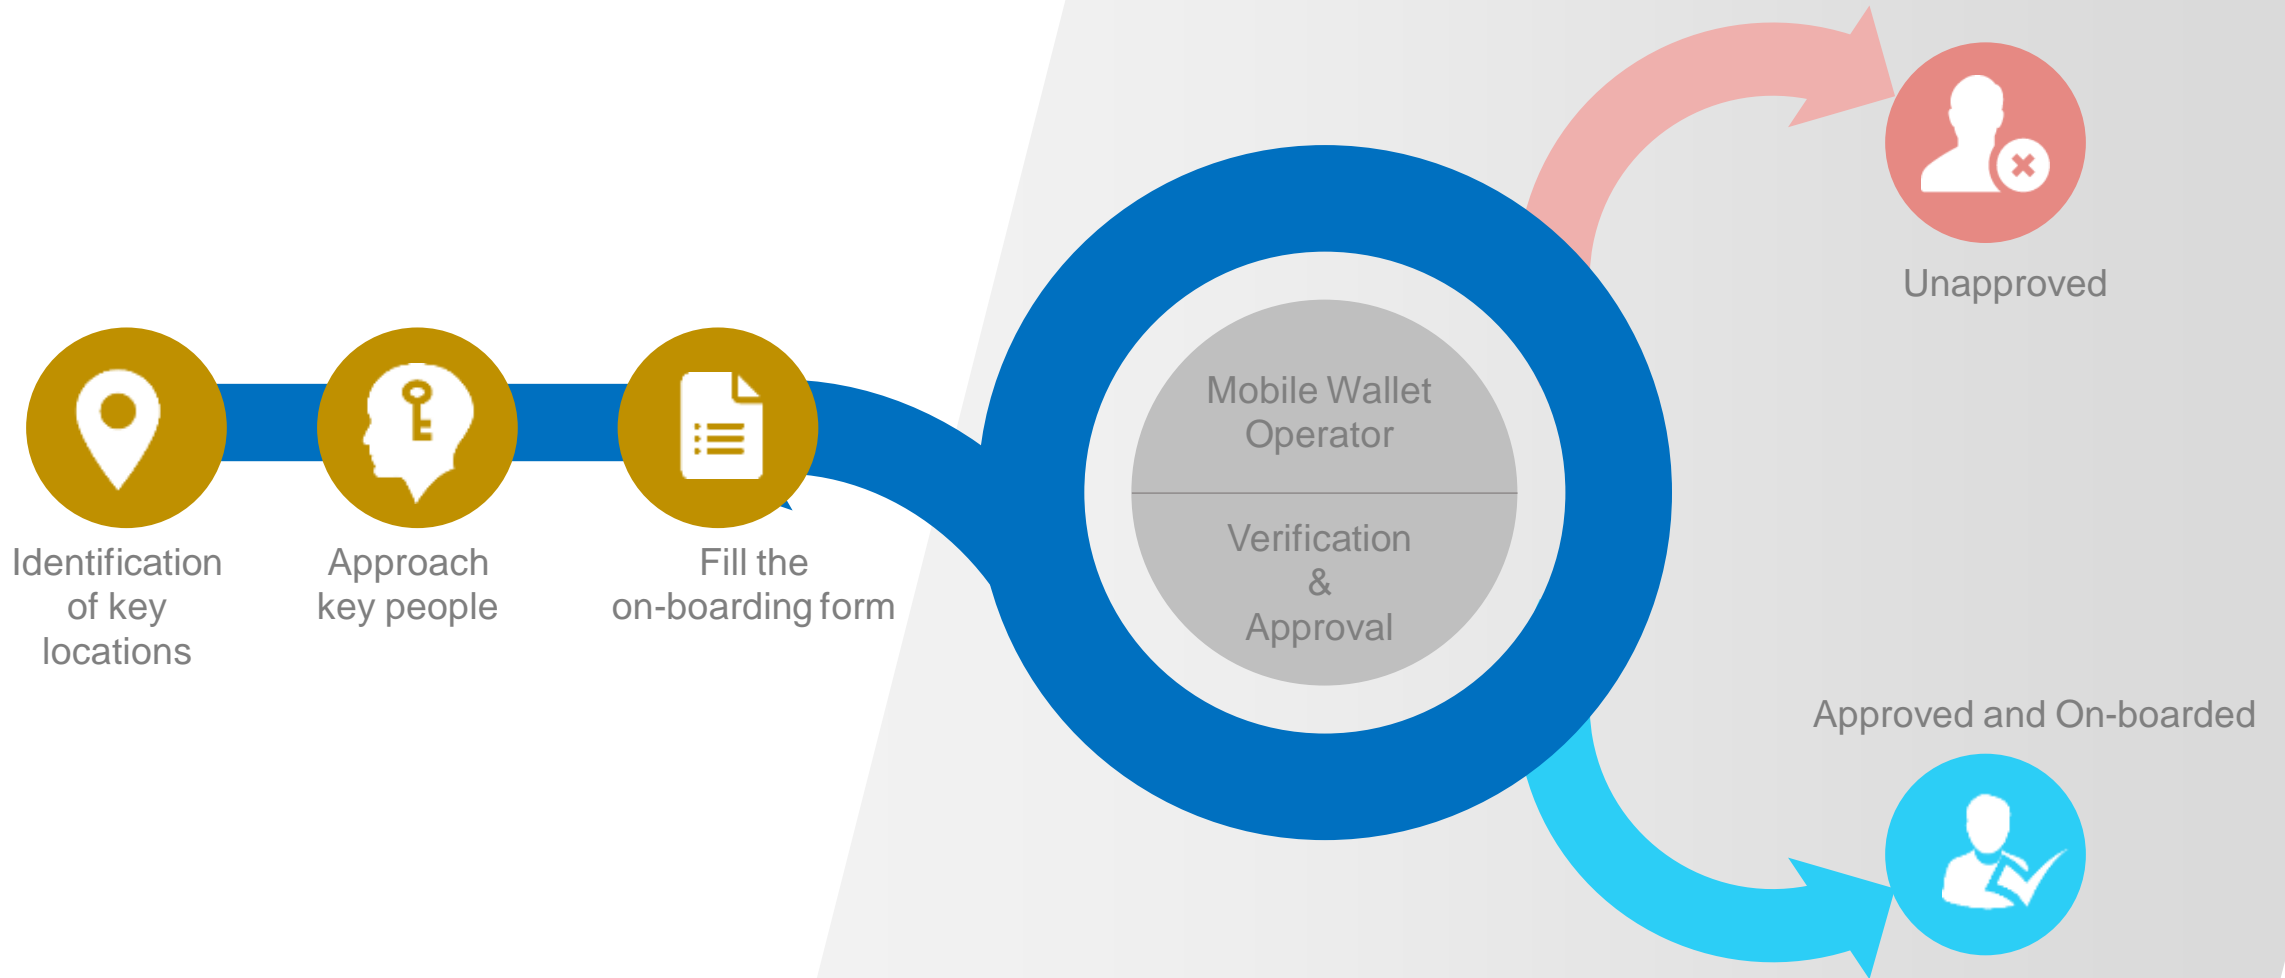 Identification
of key
locations
Approach
key people
Fill the
on-boarding form
Mobile Wallet
Operator
Verification
&
Approval
Unapproved
Approved and On-boarded